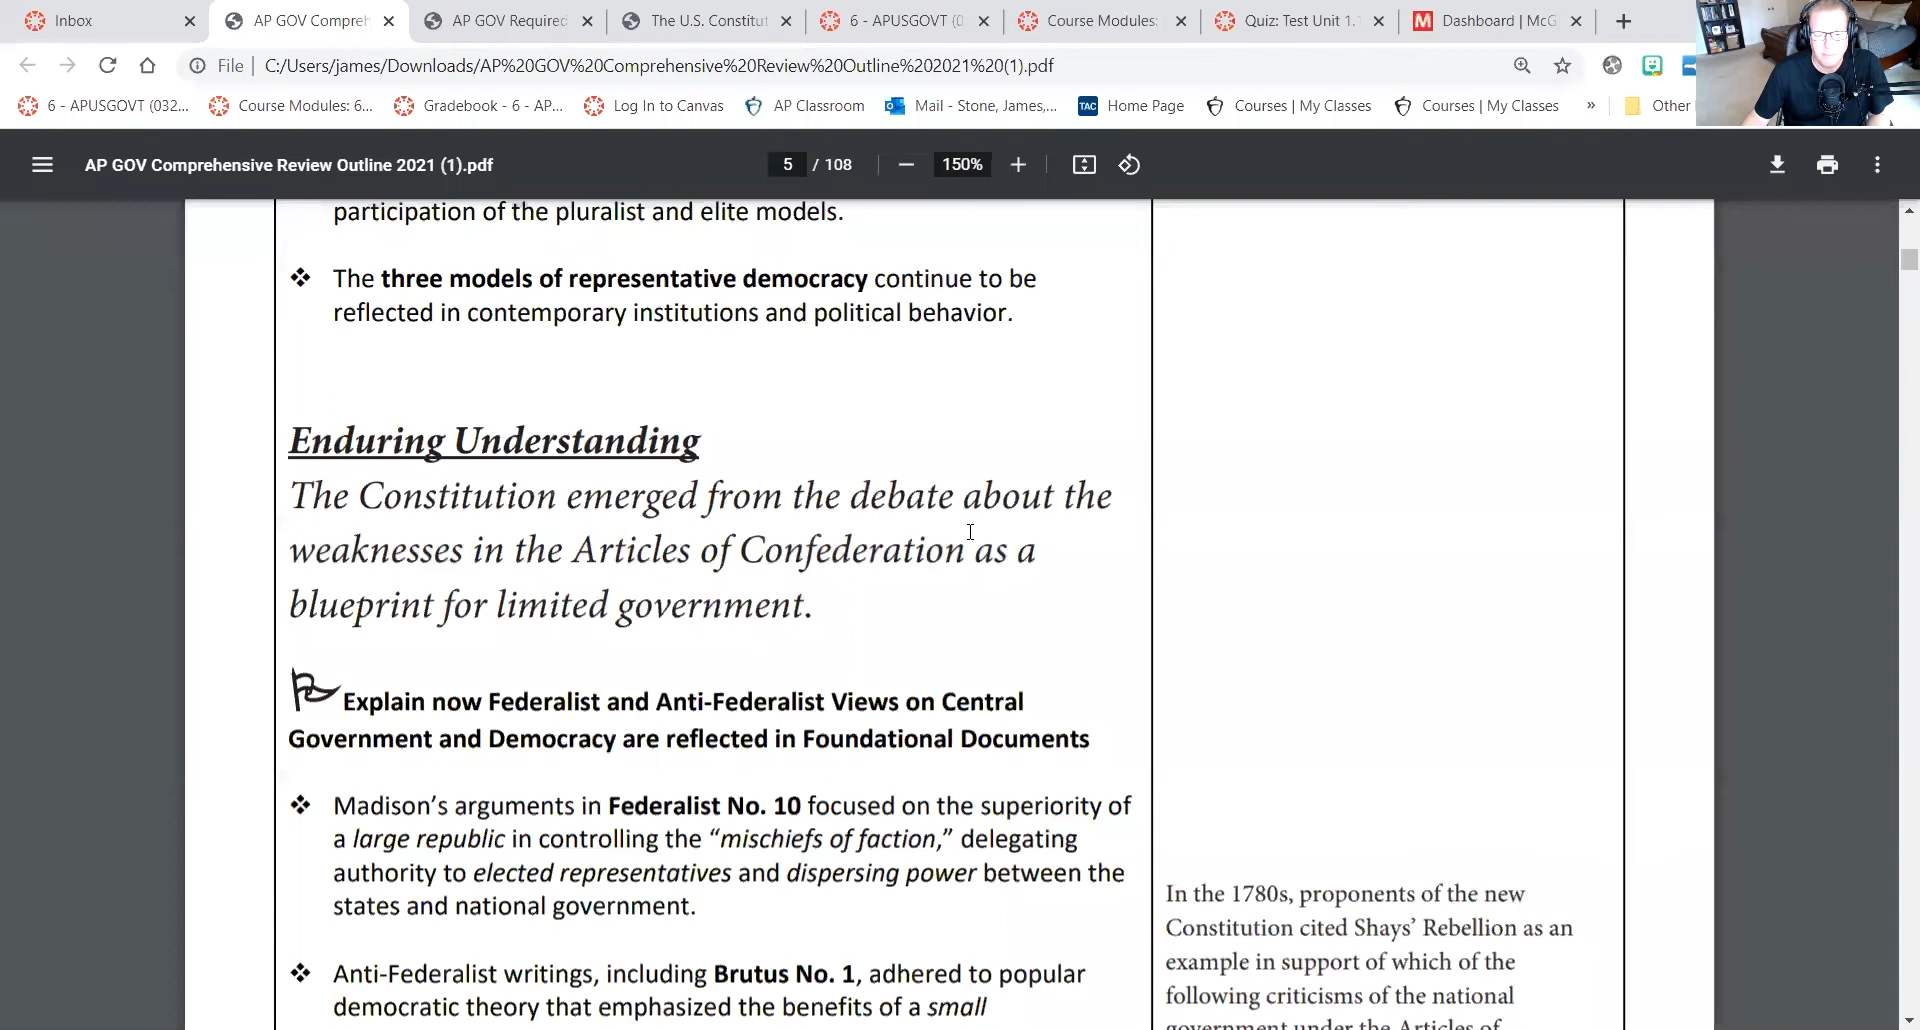 Inbox
AP GOV Compreh
AP GOV Required
The U.S. Constitut
6 - APUSGOVT (0
Course Modules:
Quiz: Test Unit 1.
Dashboard | McG
File
C:/Users/james/Downloads/AP%20GOV%20Comprehensive%20Review%20Outline%202021%20(1).pdf
6 - APUSGOVT (032...
Course Modules: 6...
Gradebook - 6 - AP...
Log In to Canvas
AP Classroom
Mail - Stone, James,...
TAC Home Page
Courses | My Classes
Courses | My Classes
»
Other
AP GOV Comprehensive Review Outline 2021 (1).pdf
5 / 108
150%
participation of the pluralist and elite models.
❖ The three models of representative democracy continue to be
reflected in contemporary institutions and political behavior.
Enduring Understanding
The Constitution emerged from the debate about the
weaknesses in the Articles of Confederation as a
blueprint for limited government.
Explain now Federalist and Anti-Federalist Views on Central
Government and Democracy are reflected in Foundational Documents
❖ Madison's arguments in Federalist No. 10 focused on the superiority of
a large republic in controlling the “mischiefs of faction,” delegating
authority to elected representatives and dispersing power between the
states and national government.
❖ Anti-Federalist writings, including Brutus No. 1, adhered to popular
democratic theory that emphasized the benefits of a small
In the 1780s, proponents of the new
Constitution cited Shays’ Rebellion as an
example in support of which of the
following criticisms of the national
government under the Articles of